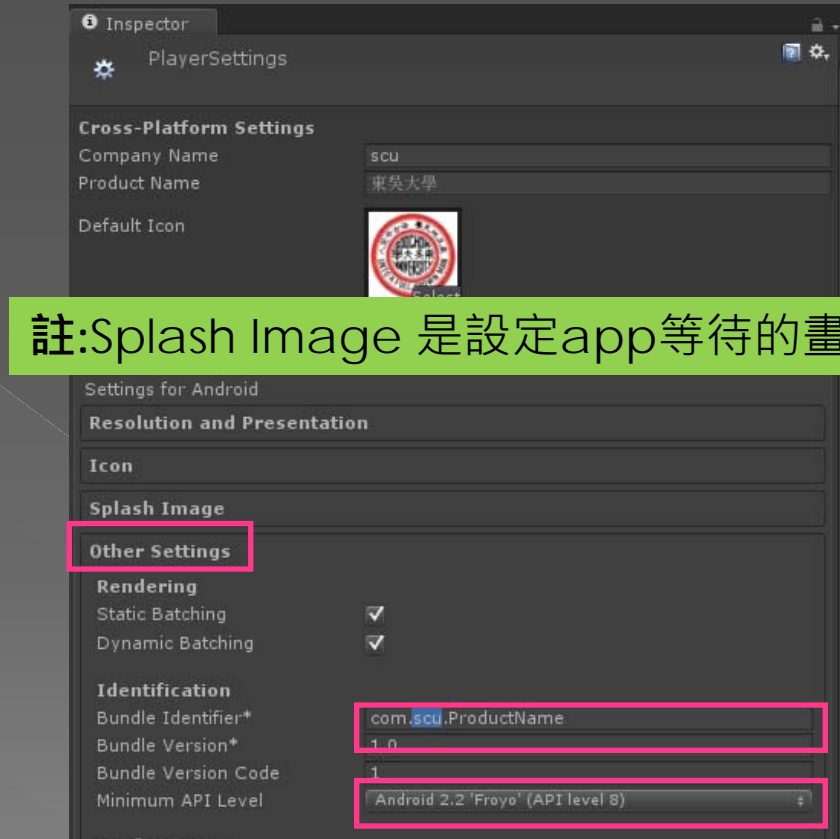 Inspector
PlayerSettings
Cross-Platform Settings
Company Name scu
Product Name 東吳大學
Default Icon
Select
註:Splash Image 是設定app等待的畫
Settings for Android
Resolution and Presentation
Icon
Splash Image
Other Settings
Rendering
Static Batching
Dynamic Batching
Identification
Bundle Identifier* com.scu.ProductName
Bundle Version* 1.0
Bundle Version Code 1
Minimum API Level Android 2.2 'Froyo' (API level 8)